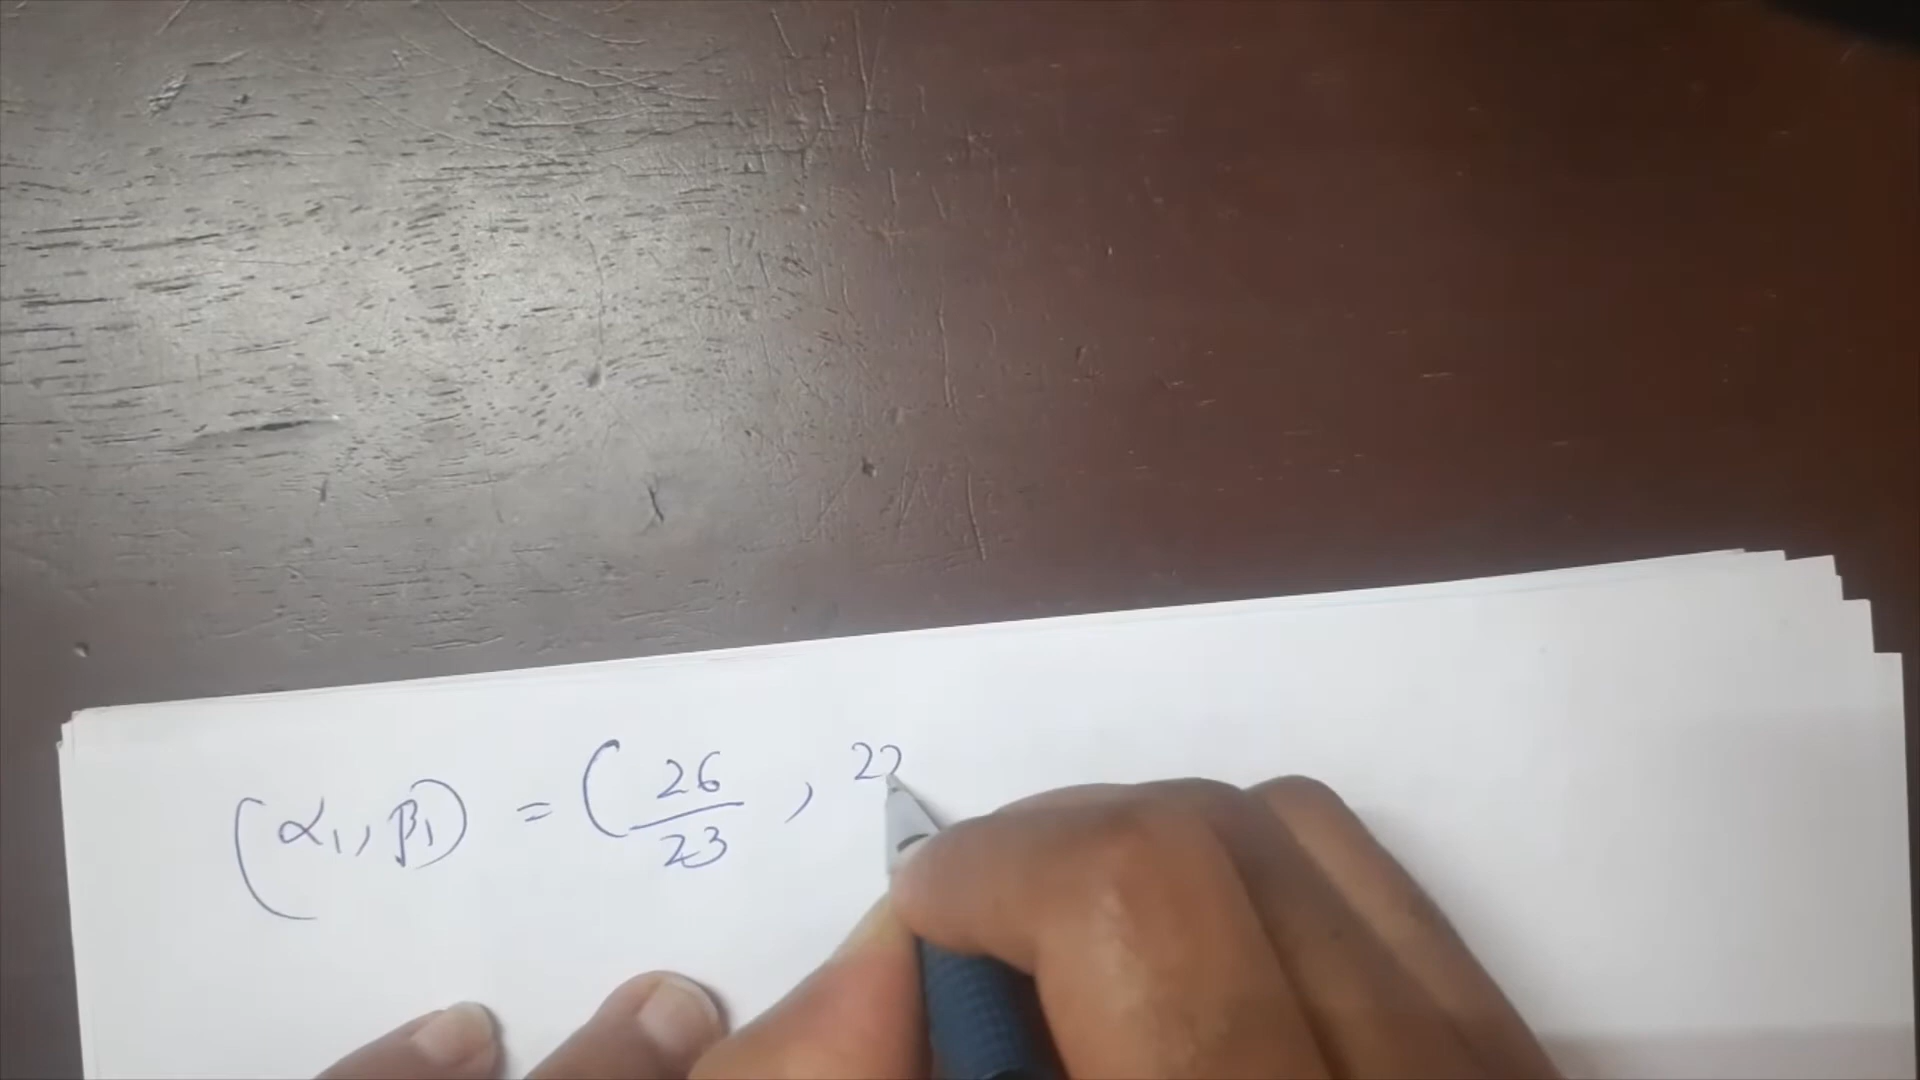 (α₁, β₁) = (26/23, 22